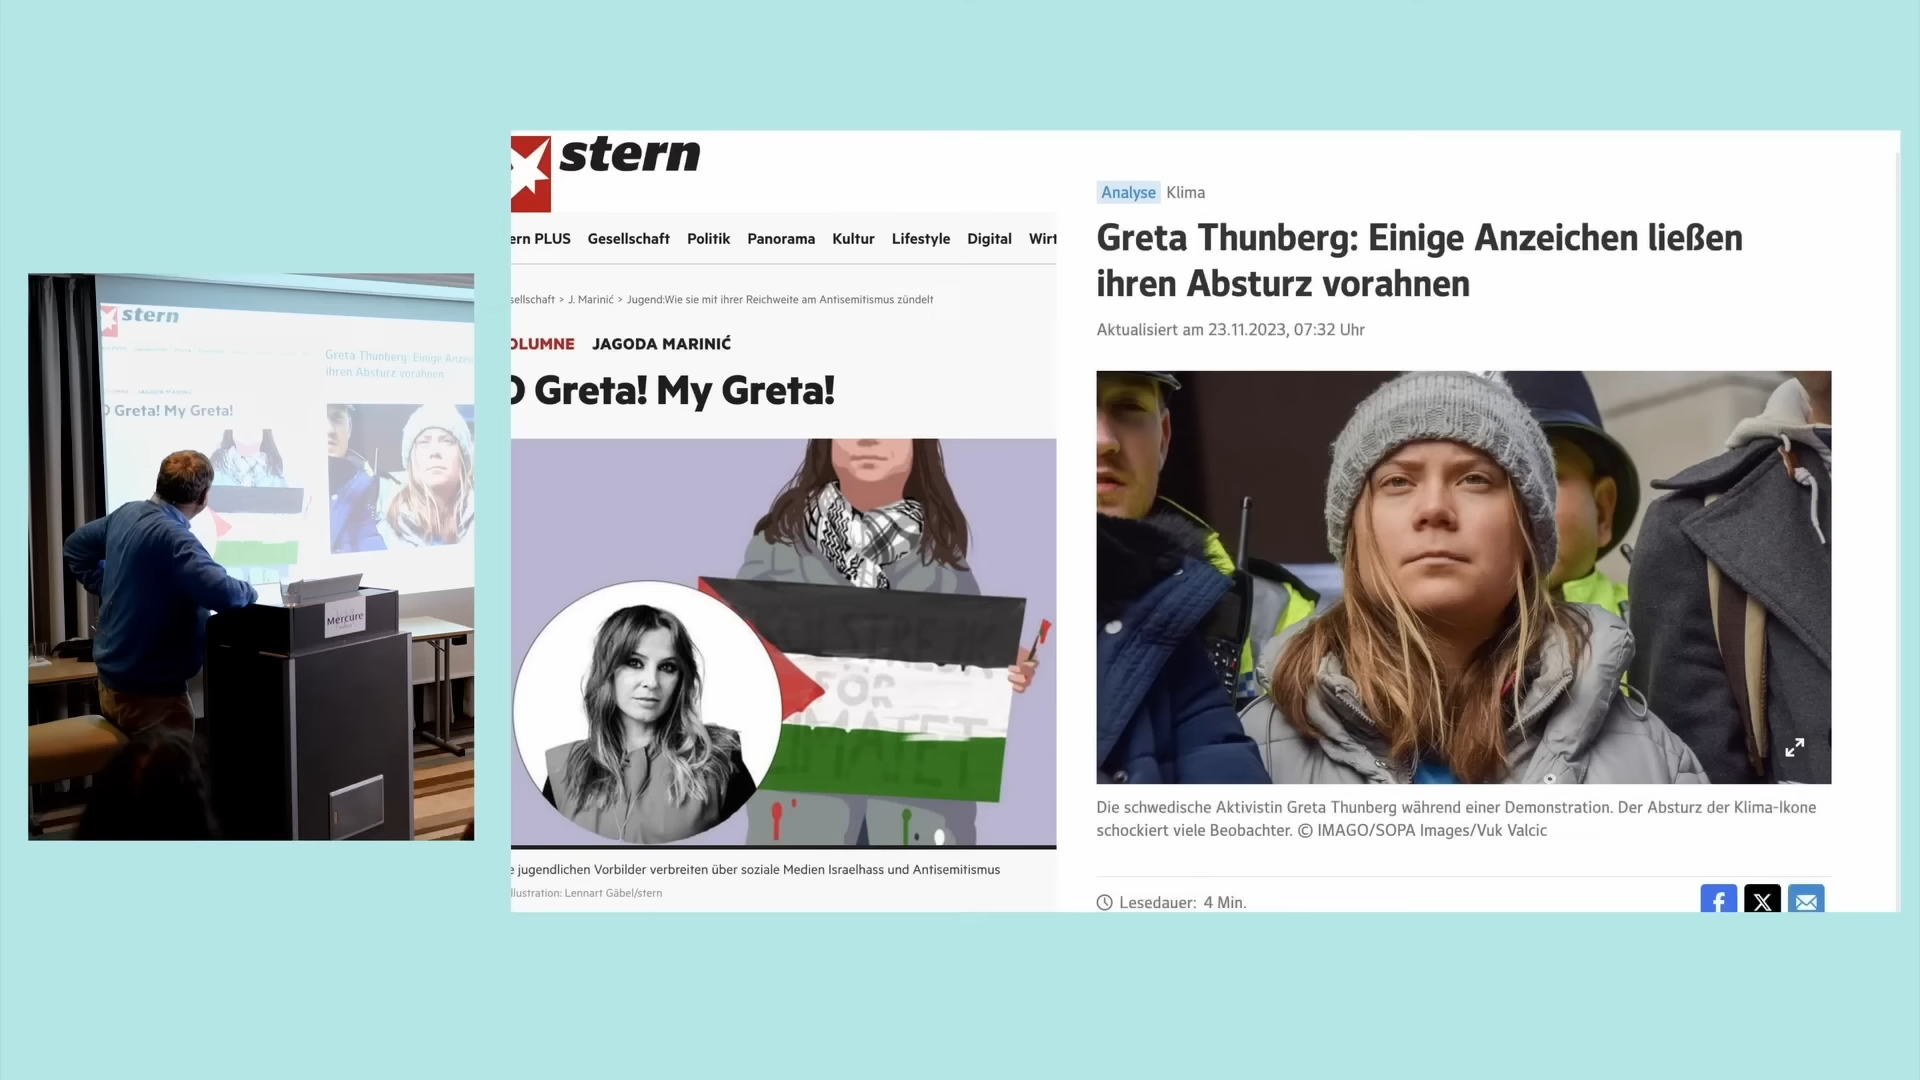 stern
Greta Thunberg: Einige Anzei
ihren Absturz vorahnen
O Greta! My Greta!
Mercure
stern
ern PLUS Gesellschaft Politik Panorama Kultur Lifestyle Digital Wirt
sellschaft > J. Marinić > Jugend:Wie sie mit ihrer Reichweite am Antisemitismus zündelt
OLUMNE JAGODA MARINIĆ
O Greta! My Greta!
FOR
e jugendlichen Vorbilder verbreiten über soziale Medien Israelhass und Antisemitismus
llustration: Lennart Gäbel/stern
Analyse Klima
Greta Thunberg: Einige Anzeichen ließen
ihren Absturz vorahnen
Aktualisiert am 23.11.2023, 07:32 Uhr
Die schwedische Aktivistin Greta Thunberg während einer Demonstration. Der Absturz der Klima-Ikone
schockiert viele Beobachter. © IMAGO/SOPA Images/Vuk Valcic
Lesedauer: 4 Min.